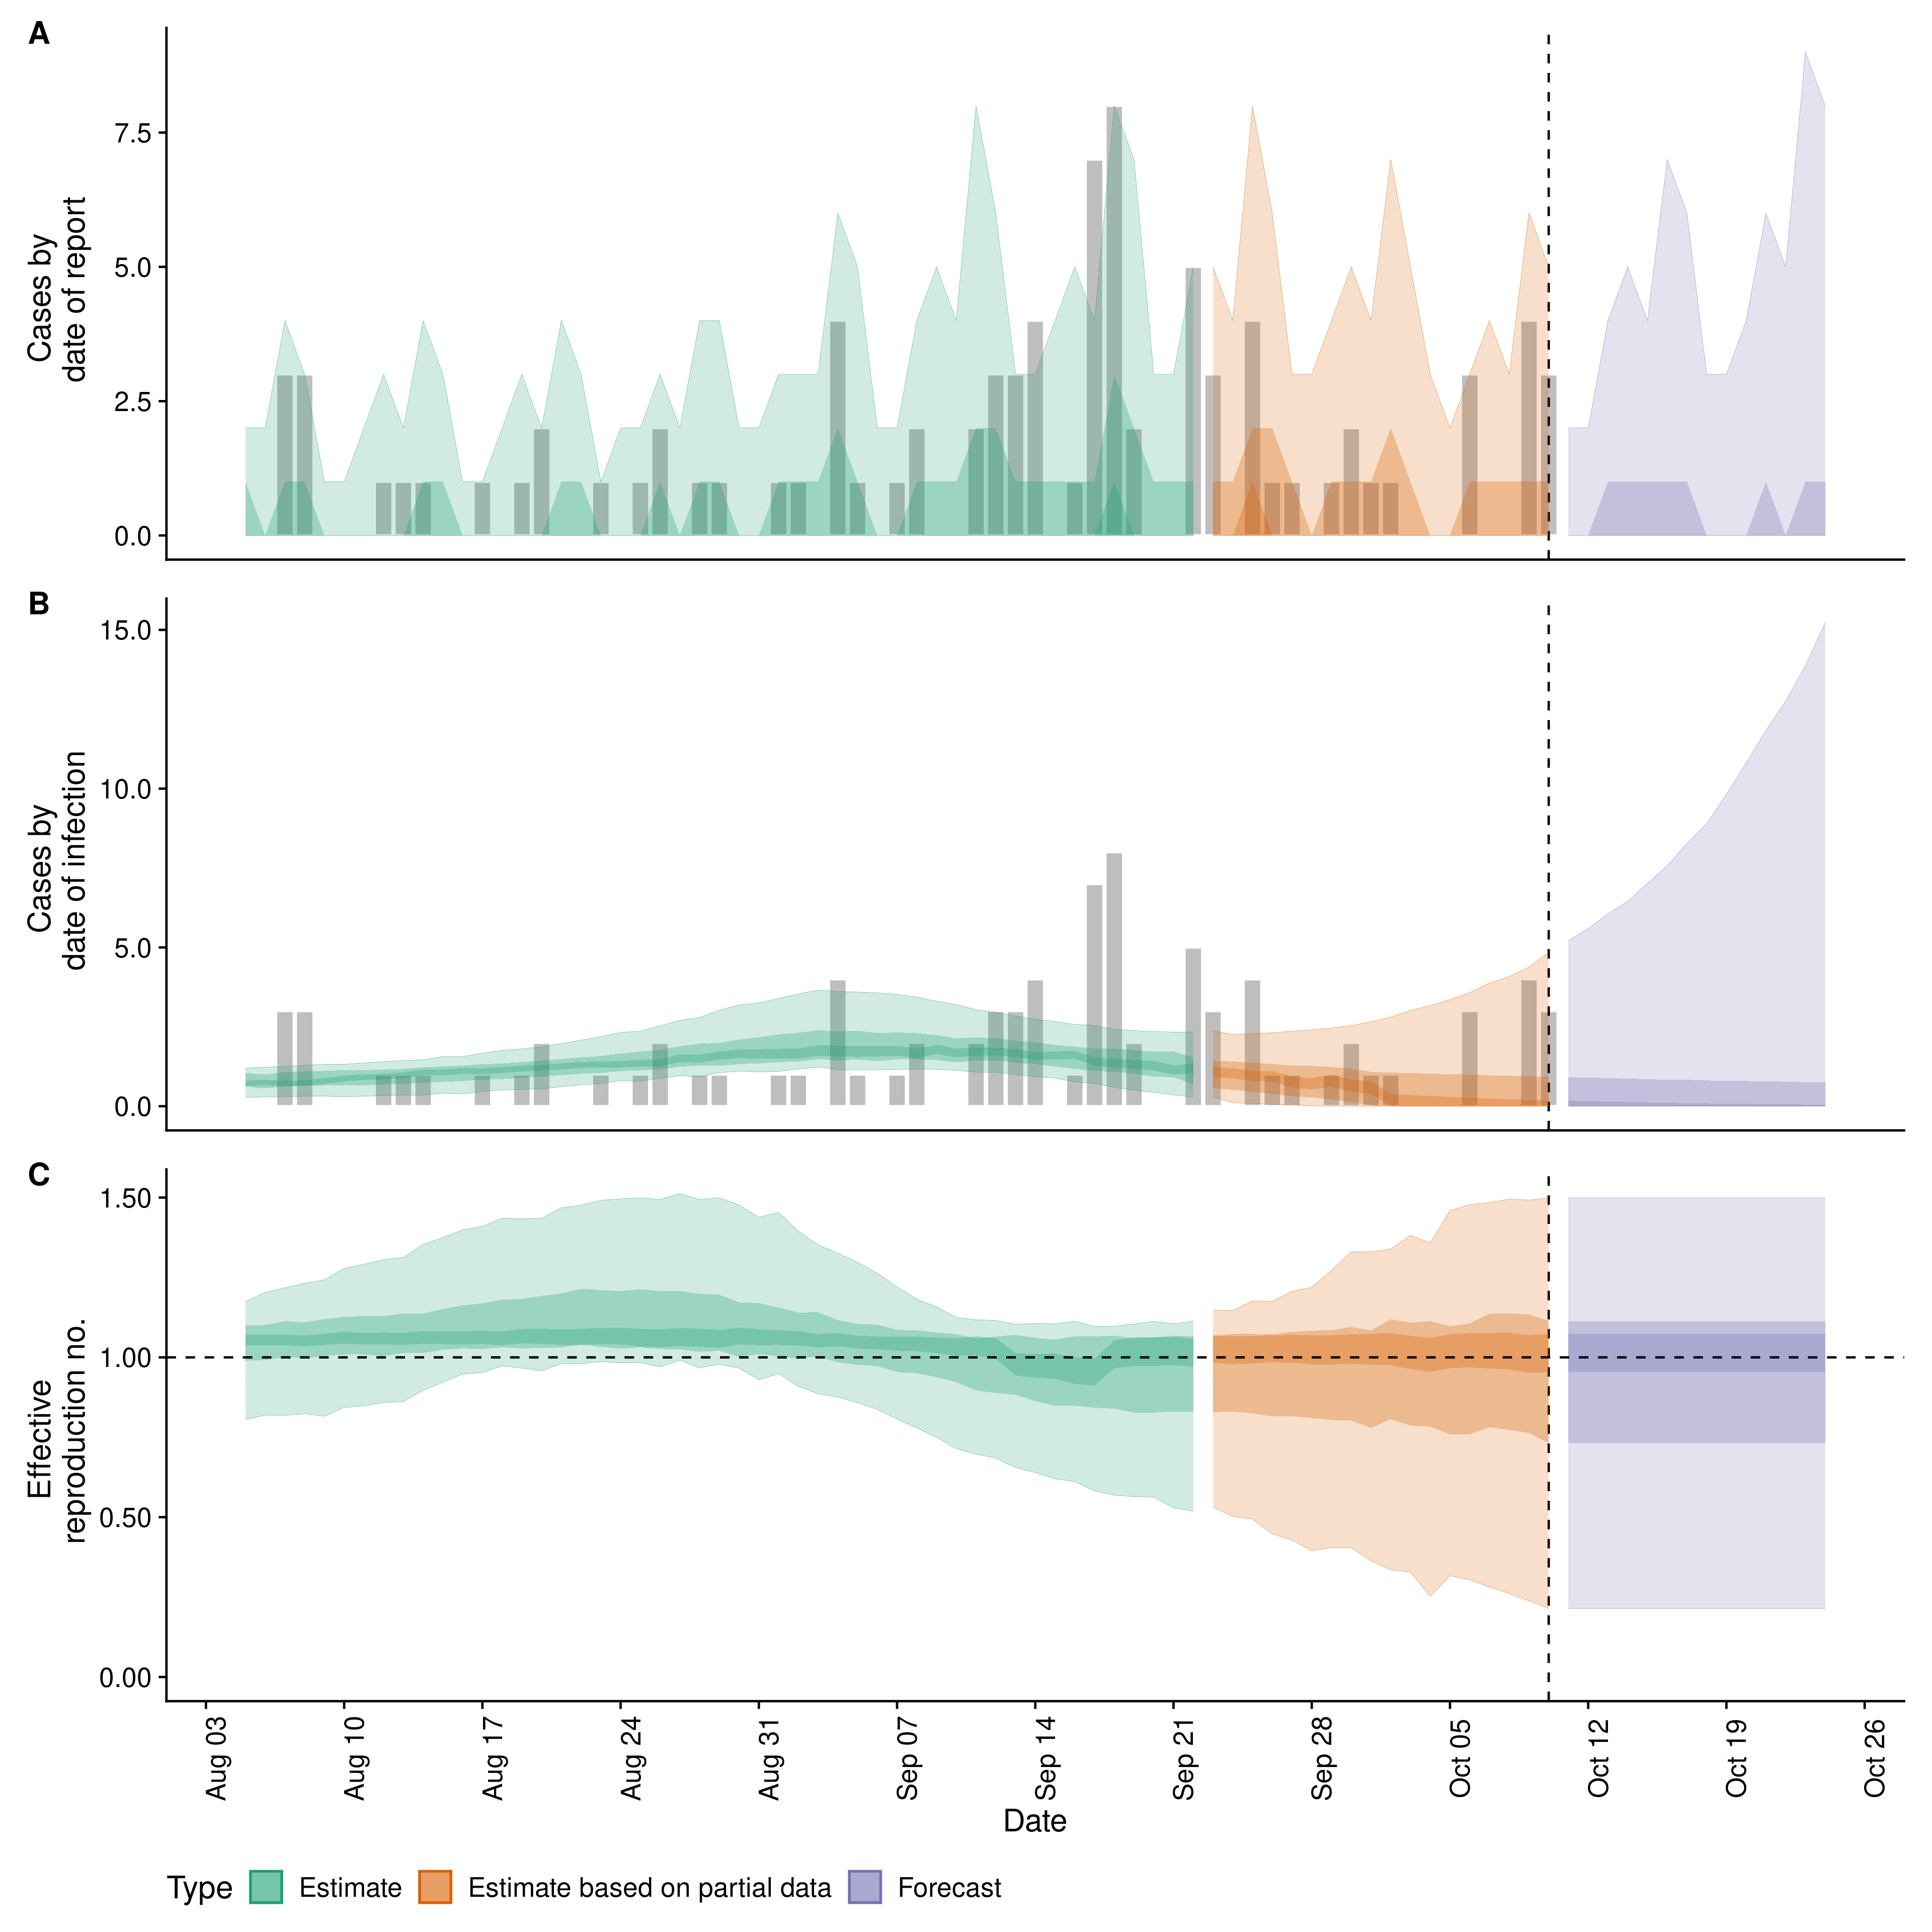 A
Cases by
date of report
7.5
5.0
2.5
0.0
B
Cases by
date of infection
15.0
10.0
5.0
0.0
C
Effective
reproduction no.
1.50
1.00
0.50
0.00
Aug 03
Aug 10
Aug 17
Aug 24
Aug 31
Sep 07
Sep 14
Sep 21
Sep 28
Oct 05
Oct 12
Oct 19
Oct 26
Date
Type Estimate Estimate based on partial data Forecast